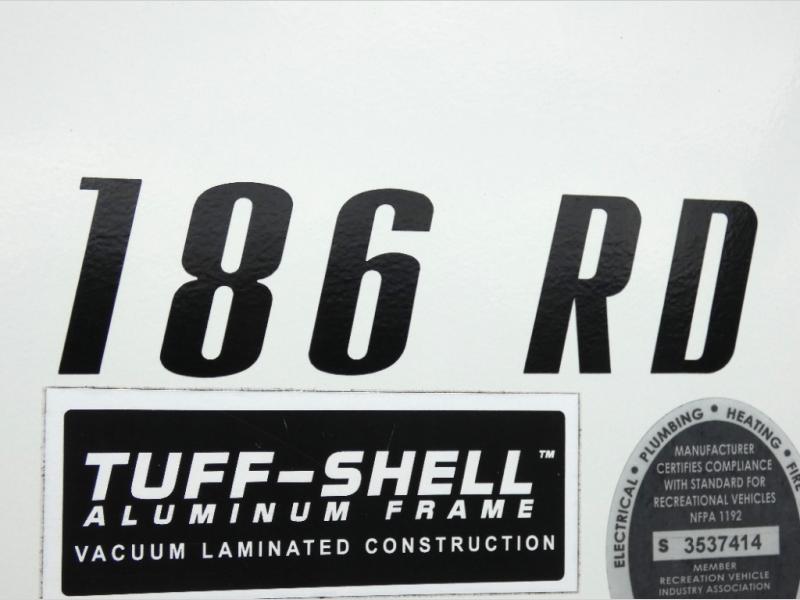 186 RD
TUFF-SHELL™
ALUMINUM FRAME
VACUUM LAMINATED CONSTRUCTION
ELECTRICAL • PLUMBING • HEATING • FIRE
MANUFACTURER
CERTIFIES COMPLIANCE
WITH STANDARD FOR
RECREATIONAL VEHICLES
NFPA 1192
S 3537414
MEMBER
RECREATION VEHICLE
INDUSTRY ASSOCIATION